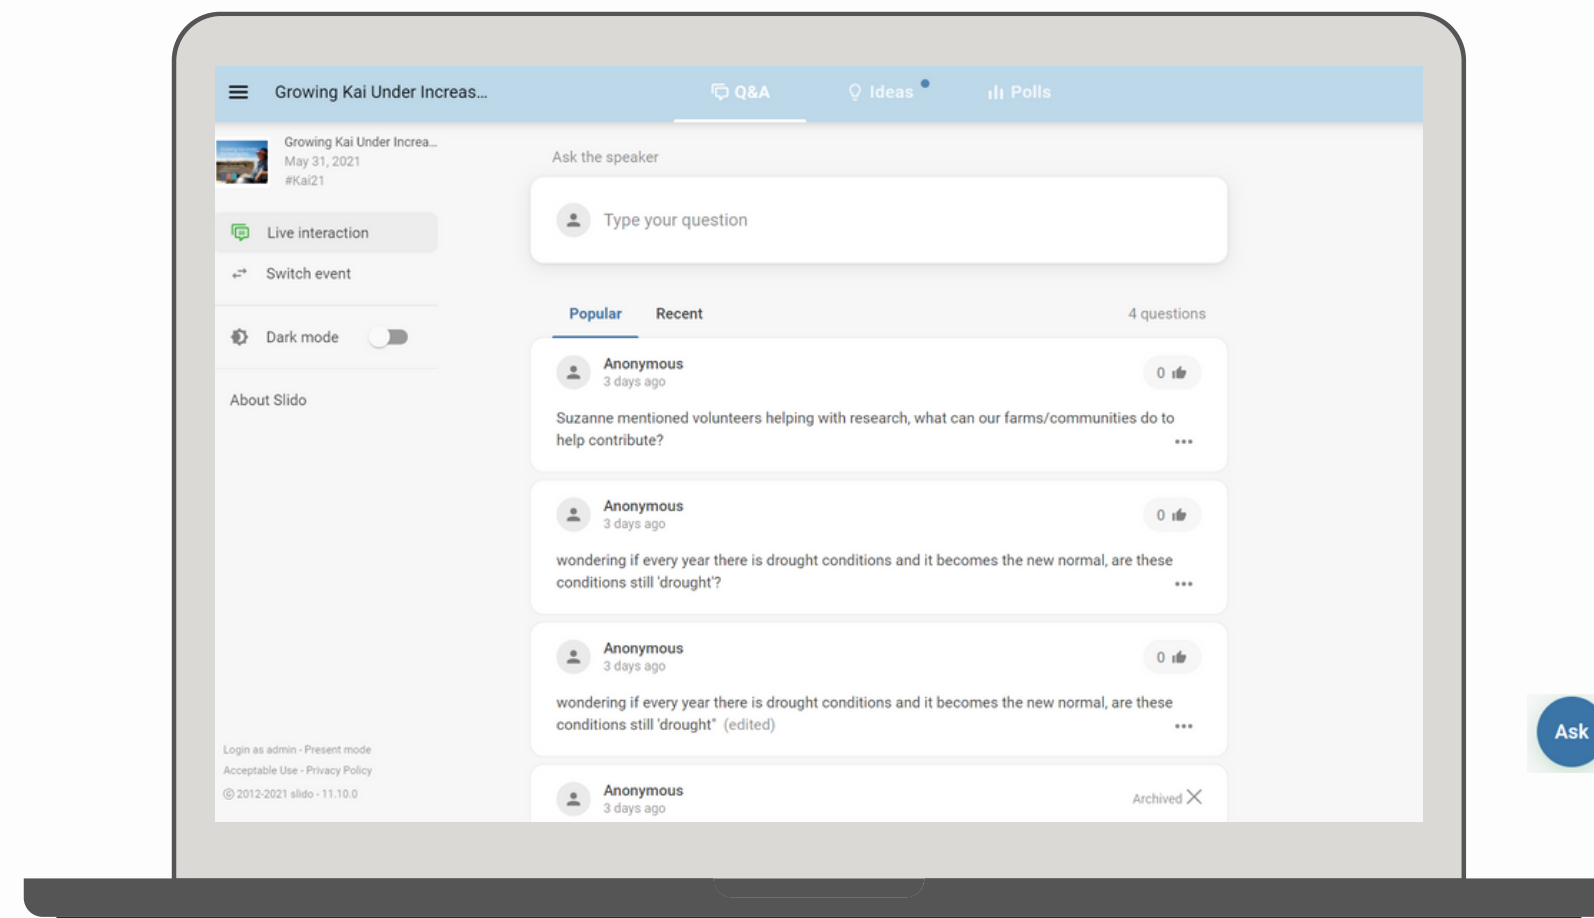 Growing Kai Under Increas...
Q&A
Ideas
Polls
Growing Kai Under Increa...
May 31, 2021
#Kai21
Live interaction
Switch event
Dark mode
About Slido
Login as admin - Present mode
Acceptable Use - Privacy Policy
© 2012-2021 slido - 11.10.0
Ask the speaker
Type your question
Popular
Recent
4 questions
Anonymous
3 days ago
0
Suzanne mentioned volunteers helping with research, what can our farms/communities do to
help contribute?
Anonymous
3 days ago
0
wondering if every year there is drought conditions and it becomes the new normal, are these
conditions still 'drought'?
Anonymous
3 days ago
0
wondering if every year there is drought conditions and it becomes the new normal, are these
conditions still 'drought" (edited)
Anonymous
3 days ago
Archived
Ask